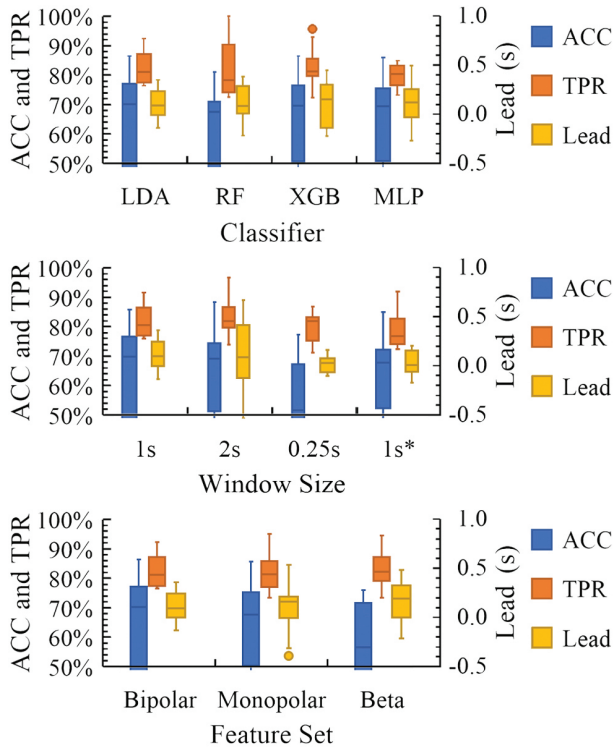 ACC and TPR
100%
90%
80%
70%
60%
50%
1.0
0.5
0.0
-0.5
Lead (s)
ACC
TPR
Lead
LDA RF XGB MLP
Classifier
ACC and TPR
100%
90%
80%
70%
60%
50%
1.0
0.5
0.0
-0.5
Lead (s)
ACC
TPR
Lead
1s 2s 0.25s 1s*
Window Size
ACC and TPR
100%
90%
80%
70%
60%
50%
1.0
0.5
0.0
-0.5
Lead (s)
ACC
TPR
Lead
Bipolar Monopolar Beta
Feature Set